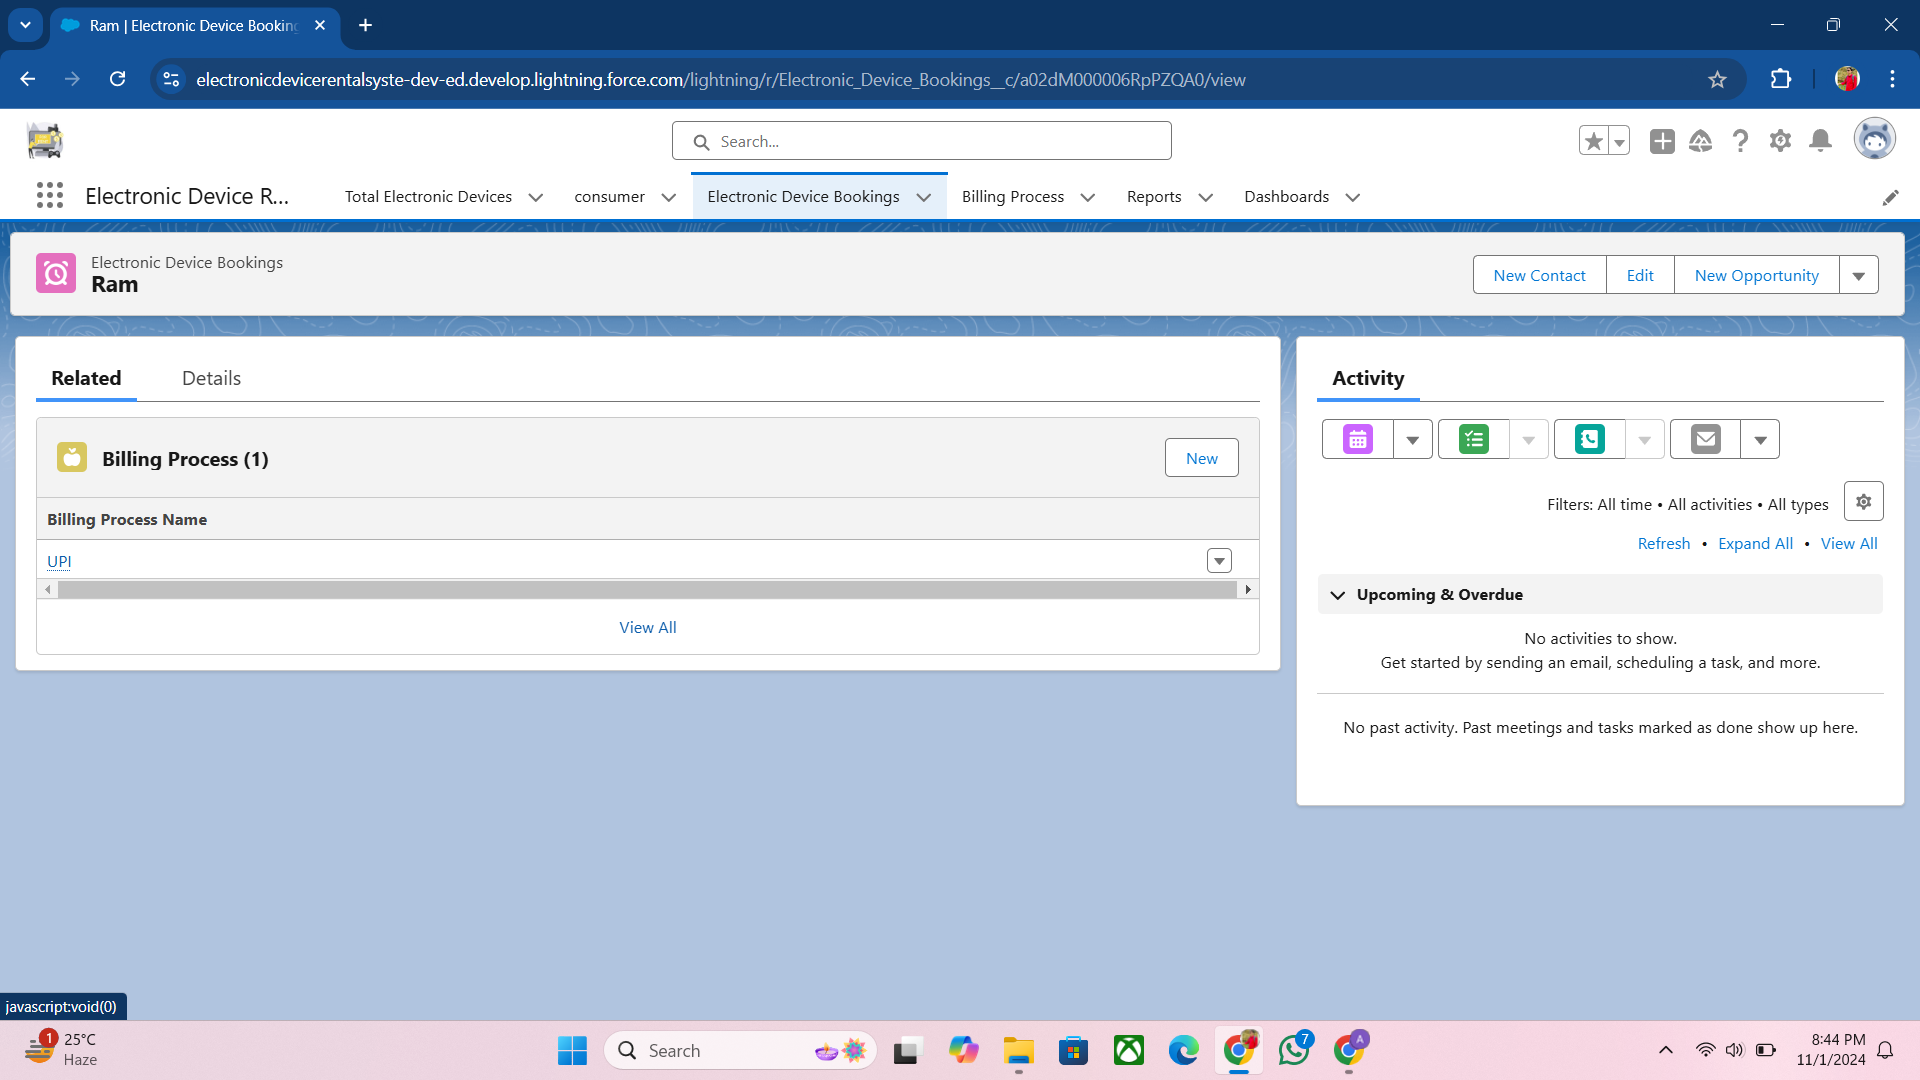 Ram | Electronic Device Booking
electronicdevicerentalsyste-dev-ed.develop.lightning.force.com/lightning/r/Electronic_Device_Bookings__c/a02dM000006RpPZQA0/view
Search...
Electronic Device R...
Total Electronic Devices
consumer
Electronic Device Bookings
Billing Process
Reports
Dashboards
Electronic Device Bookings
Ram
New Contact
Edit
New Opportunity
Related
Details
Billing Process (1)
New
Billing Process Name
UPI
View All
Activity
Filters: All time • All activities • All types
Refresh • Expand All • View All
Upcoming & Overdue
No activities to show.
Get started by sending an email, scheduling a task, and more.
No past activity. Past meetings and tasks marked as done show up here.
javascript:void(0)
1
25°C
Haze
Search
7
A
8:44 PM
11/1/2024